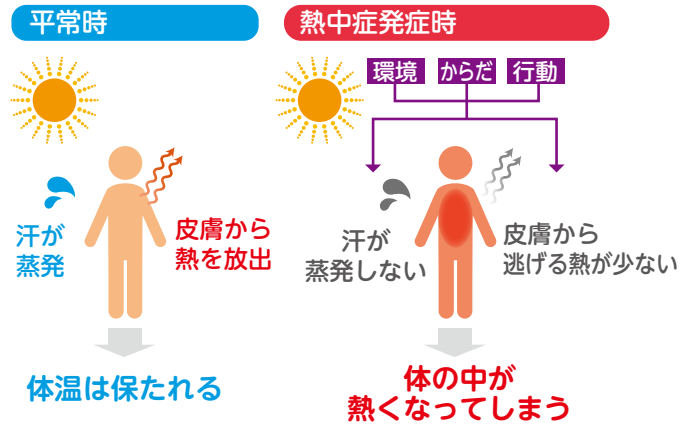 平常時
汗が
蒸発
皮膚から
熱を放出
体温は保たれる
熱中症発症時
環境
からだ
行動
汗が
蒸発しない
皮膚から
逃げる熱が少ない
体の中が
熱くなってしまう